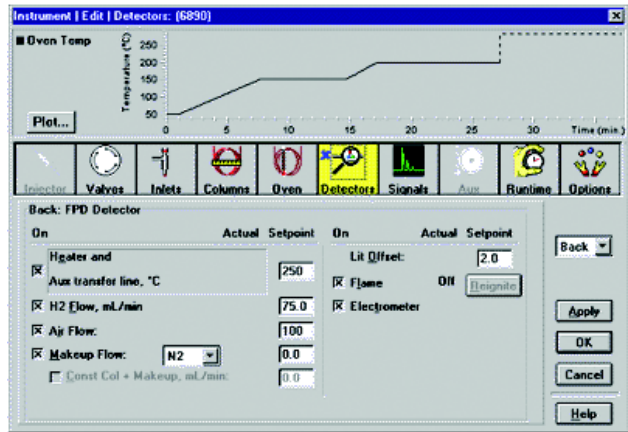 Instrument | Edit | Detectors: (6890)
Oven Temp
Temperature (°C)
250
200
150
100
50
0 5 10 15 20 25 30 Time (min.)
Plot...
Injector Valves Inlets Columns Oven Detectors Signals Aux Runtime Options
Back: FPD Detector
On Actual Setpoint On Actual Setpoint
Heater and
Aux transfer line, °C 250
Lit Offset: 2.0
Flame Off Reignite
H2 Flow, mL/min 75.0
Electrometer
Air Flow: 100
Makeup Flow: N2 0.0
Const Col + Makeup, mL/min: 0.0
Back
Apply
OK
Cancel
Help